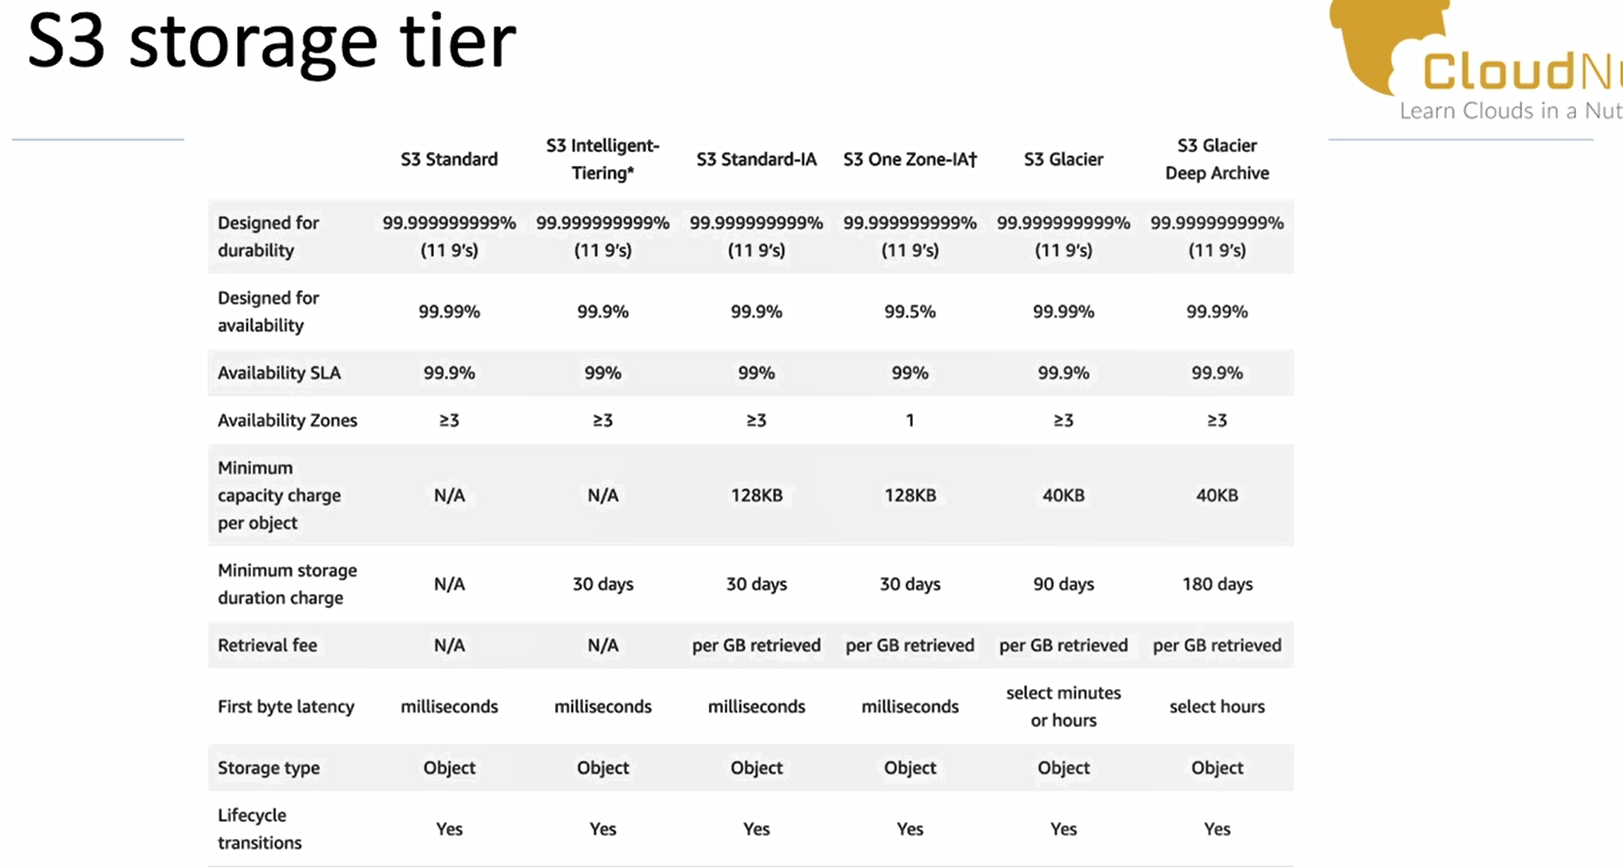 S3 storage tier
CloudNu
Learn Clouds in a Nut
S3 Standard S3 Intelligent-Tiering* S3 Standard-IA S3 One Zone-IA† S3 Glacier S3 Glacier Deep Archive
Designed for durability 99.999999999% (11 9's) 99.999999999% (11 9's) 99.999999999% (11 9's) 99.999999999% (11 9's) 99.999999999% (11 9's) 99.999999999% (11 9's)
Designed for availability 99.99% 99.9% 99.9% 99.5% 99.99% 99.99%
Availability SLA 99.9% 99% 99% 99% 99.9% 99.9%
Availability Zones ≥3 ≥3 ≥3 1 ≥3 ≥3
Minimum capacity charge per object N/A N/A 128KB 128KB 40KB 40KB
Minimum storage duration charge N/A 30 days 30 days 30 days 90 days 180 days
Retrieval fee N/A N/A per GB retrieved per GB retrieved per GB retrieved per GB retrieved
First byte latency milliseconds milliseconds milliseconds milliseconds select minutes or hours select hours
Storage type Object Object Object Object Object Object
Lifecycle transitions Yes Yes Yes Yes Yes Yes